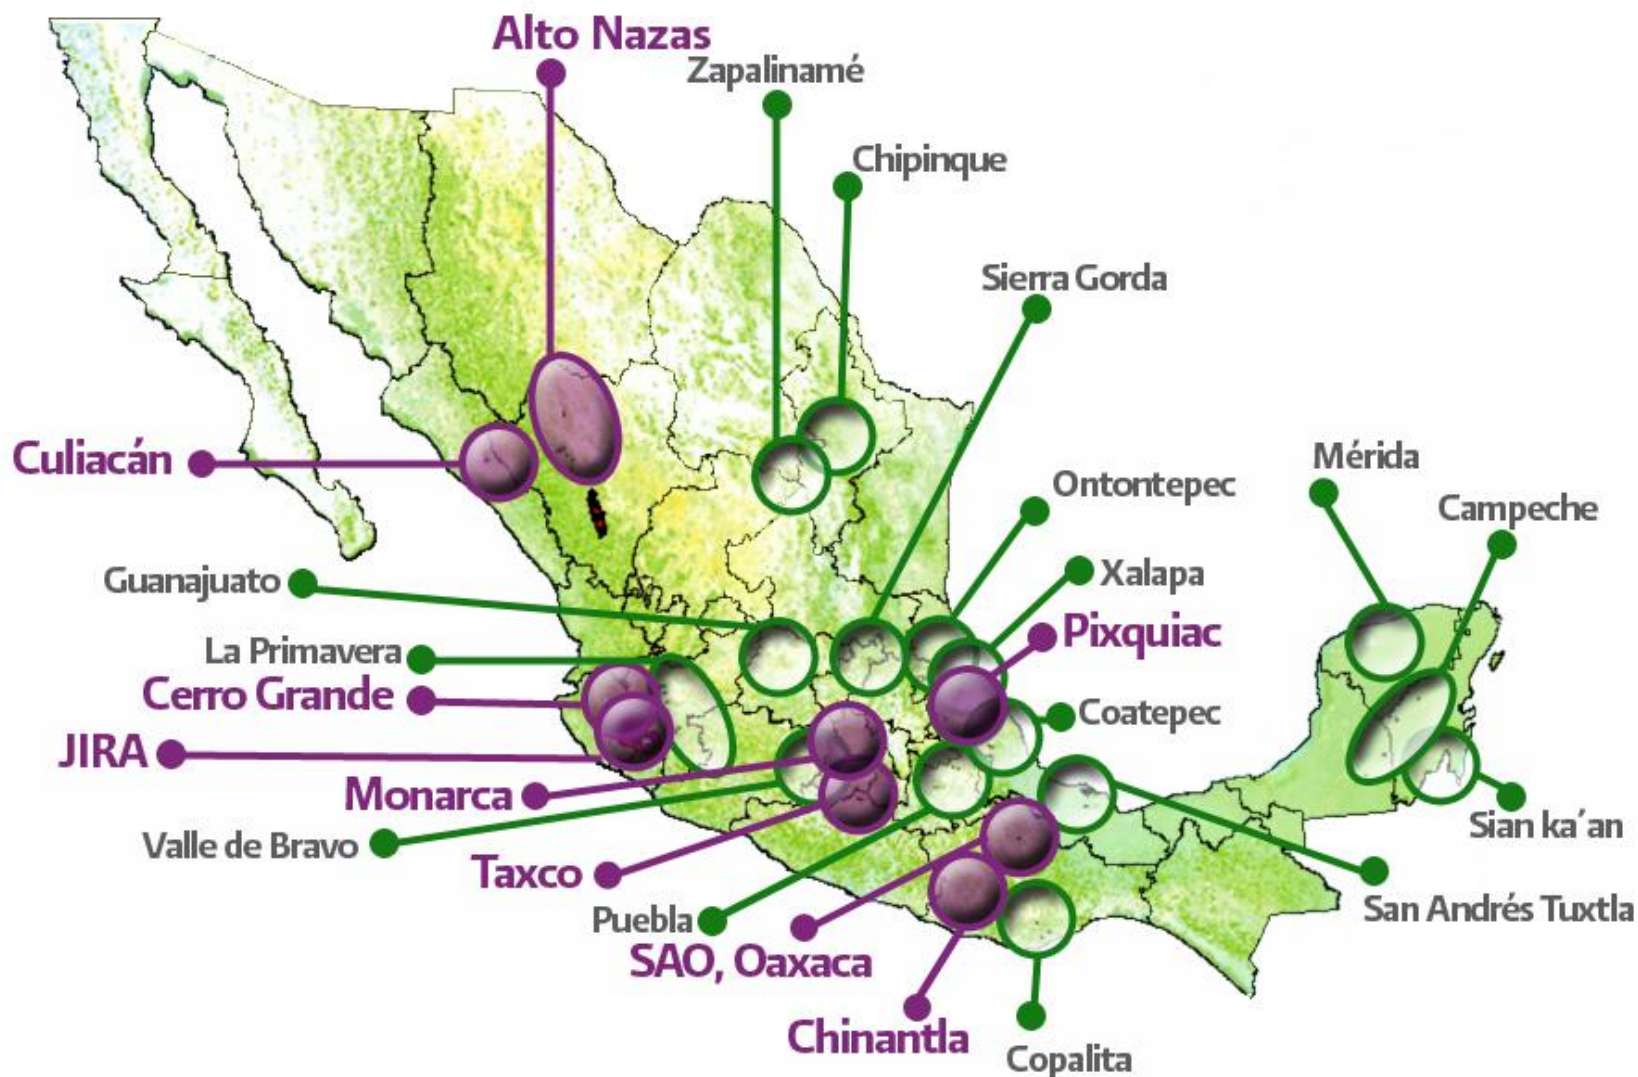 Alto Nazas
Zapalinamé
Chipinque
Sierra Gorda
Culiacán
Mérida
Ontontepec
Campeche
Guanajuato
Xalapa
Pixquiac
La Primavera
Cerro Grande
Coatepec
JIRA
Monarca
Sian ka´an
Valle de Bravo
Taxco
San Andrés Tuxtla
Puebla
SAO, Oaxaca
Chinantla
Copalita